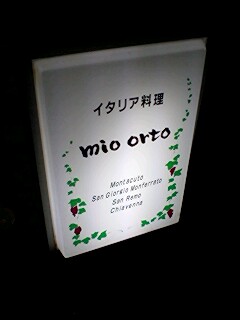 イタリア料理
mio orto
Montacuto
San Giorgio Monferrato
San Remo
Chiavenna